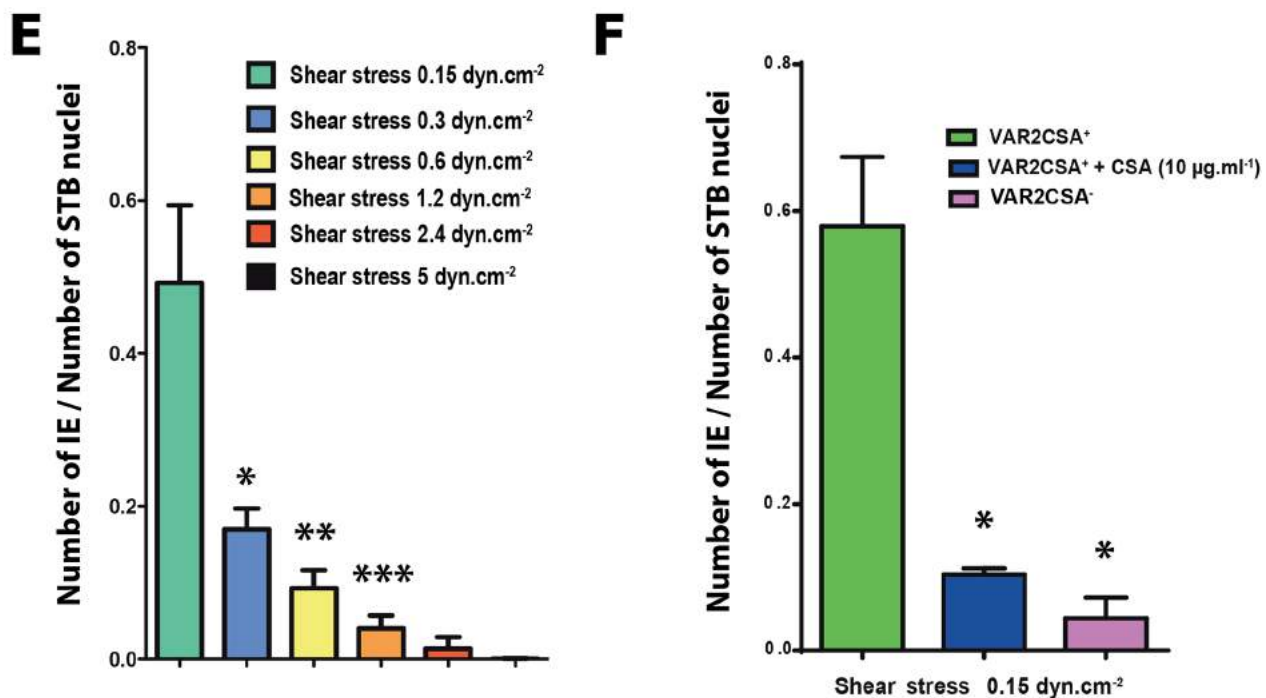 E
Number of IE / Number of STB nuclei
0.8
0.6
0.4
0.2
0.0
Shear stress 0.15 dyn.cm⁻²
Shear stress 0.3 dyn.cm⁻²
Shear stress 0.6 dyn.cm⁻²
Shear stress 1.2 dyn.cm⁻²
Shear stress 2.4 dyn.cm⁻²
Shear stress 5 dyn.cm⁻²
*
**
***
F
Number of IE / Number of STB nuclei
0.8
0.6
0.4
0.2
0.0
VAR2CSA⁺
VAR2CSA⁺ + CSA (10 µg.ml⁻¹)
VAR2CSA⁻
*
*
Shear stress 0.15 dyn.cm⁻²